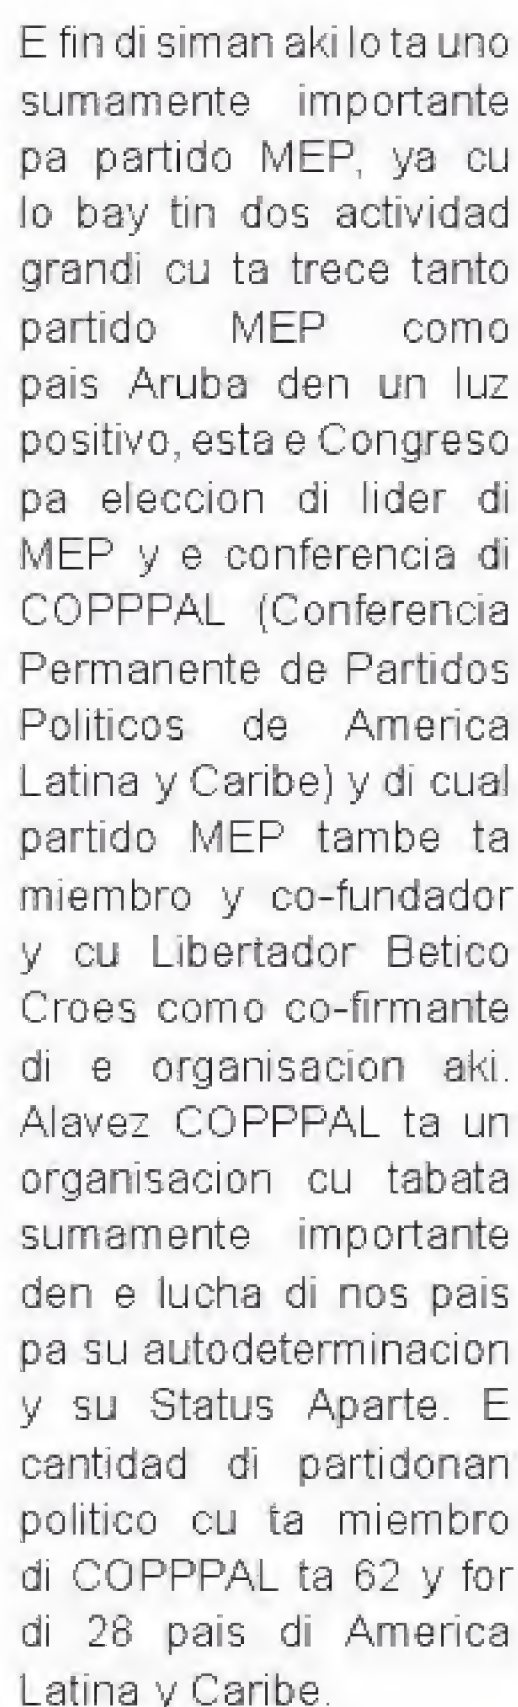 E fin di siman aki lo ta uno
sumamente importante
pa partido MEP, ya cu
lo bay tin dos actividad
grandi cu ta trece tanto
partido MEP como
pais Aruba den un luz
positivo, esta e Congreso
pa eleccion di lider di
MEP y e conferencia di
COPPPAL (Conferencia
Permanente de Partidos
Politicos de America
Latina y Caribe) y di cual
partido MEP tambe ta
miembro y co-fundador
y cu Libertador Betico
Croes como co-firmante
di e organisacion aki.
Alavez COPPPAL ta un
organisacion cu tabata
sumamente importante
den e lucha di nos pais
pa su autodeterminacion
y su Status Aparte. E
cantidad di partidonan
politico cu ta miembro
di COPPPAL ta 62 y for
di 28 pais di America
Latina y Caribe.